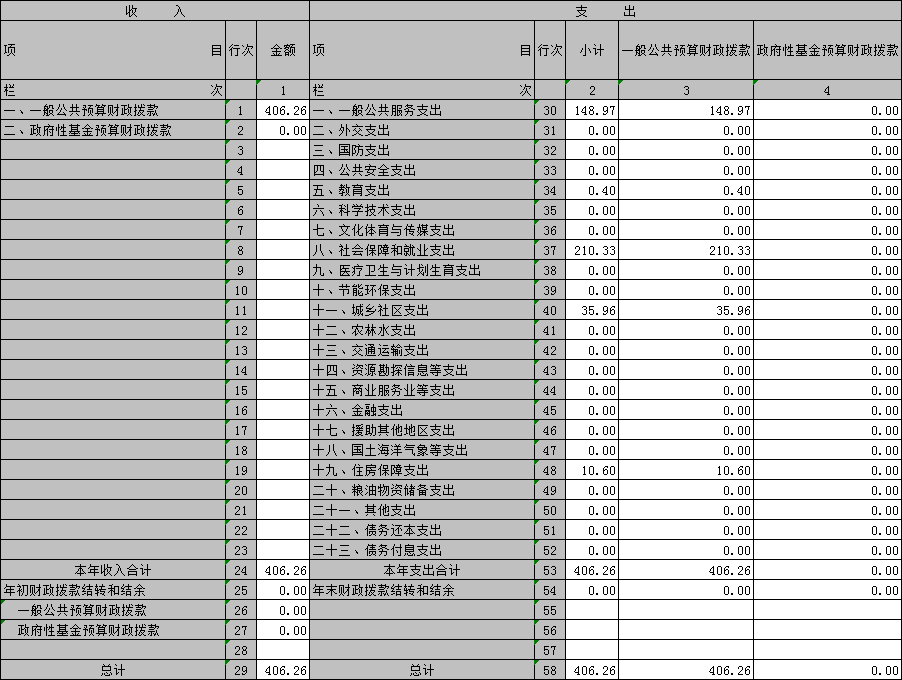 收 入 支 出
项 目 行次 金额 项 目 行次 小计 一般公共预算财政拨款 政府性基金预算财政拨款
栏 次 1 栏 次 2 3 4
一、一般公共预算财政拨款 1 406.26 一、一般公共服务支出 30 148.97 148.97 0.00
二、政府性基金预算财政拨款 2 0.00 二、外交支出 31 0.00 0.00 0.00
3 三、国防支出 32 0.00 0.00 0.00
4 四、公共安全支出 33 0.00 0.00 0.00
5 五、教育支出 34 0.40 0.40 0.00
6 六、科学技术支出 35 0.00 0.00 0.00
7 七、文化体育与传媒支出 36 0.00 0.00 0.00
8 八、社会保障和就业支出 37 210.33 210.33 0.00
9 九、医疗卫生与计划生育支出 38 0.00 0.00 0.00
10 十、节能环保支出 39 0.00 0.00 0.00
11 十一、城乡社区支出 40 35.96 35.96 0.00
12 十二、农林水支出 41 0.00 0.00 0.00
13 十三、交通运输支出 42 0.00 0.00 0.00
14 十四、资源勘探信息等支出 43 0.00 0.00 0.00
15 十五、商业服务业等支出 44 0.00 0.00 0.00
16 十六、金融支出 45 0.00 0.00 0.00
17 十七、援助其他地区支出 46 0.00 0.00 0.00
18 十八、国土海洋气象等支出 47 0.00 0.00 0.00
19 十九、住房保障支出 48 10.60 10.60 0.00
20 二十、粮油物资储备支出 49 0.00 0.00 0.00
21 二十一、其他支出 50 0.00 0.00 0.00
22 二十二、债务还本支出 51 0.00 0.00 0.00
23 二十三、债务付息支出 52 0.00 0.00 0.00
本年收入合计 24 406.26 本年支出合计 53 406.26 406.26 0.00
年初财政拨款结转和结余 25 0.00 年末财政拨款结转和结余 54 0.00 0.00 0.00
一般公共预算财政拨款 26 0.00 55
政府性基金预算财政拨款 27 0.00 56
28 57
总计 29 406.26 总计 58 406.26 406.26 0.00